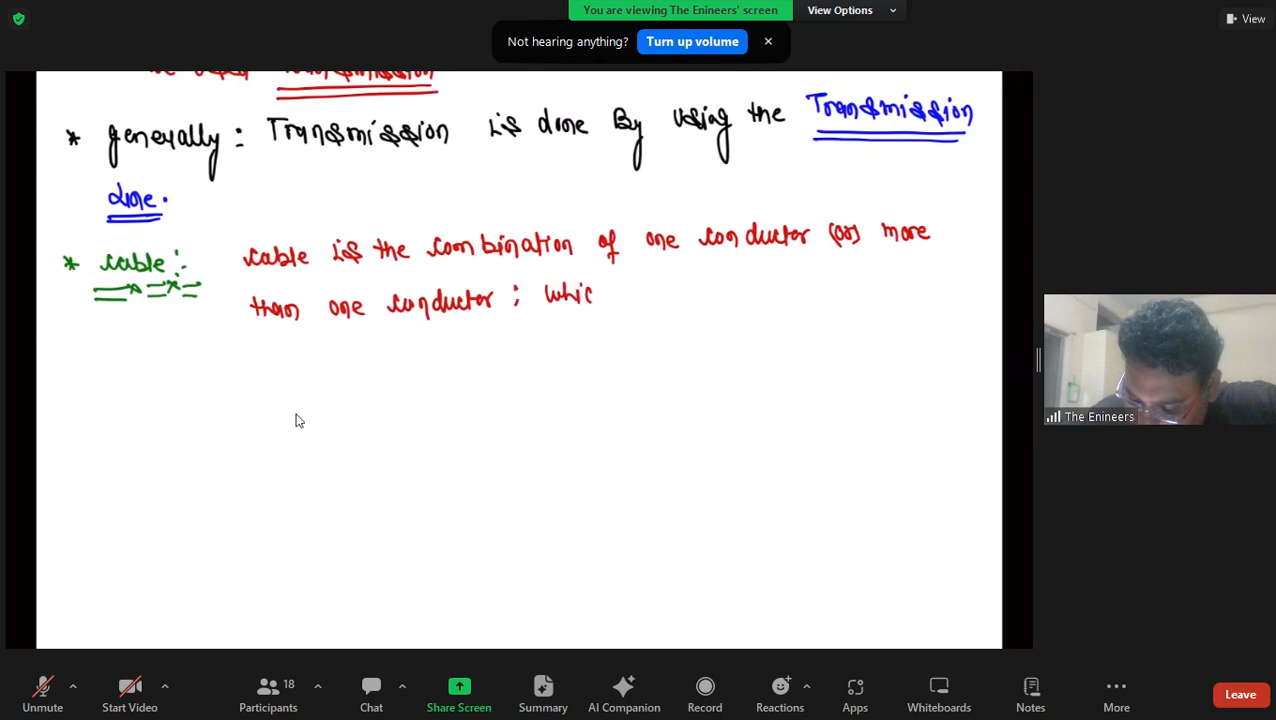 You are viewing The Enineers' screen
View Options
View
Not hearing anything? Turn up volume
be used Transmission
* generally : Transmission is done By using the Transmission
line.
* cable :- cable is the combination of one conductor (or) more
than one conductor ; whic
The Enineers
Unmute
Start Video
18
Participants
Chat
Share Screen
Summary
AI Companion
Record
Reactions
Apps
Whiteboards
Notes
More
Leave